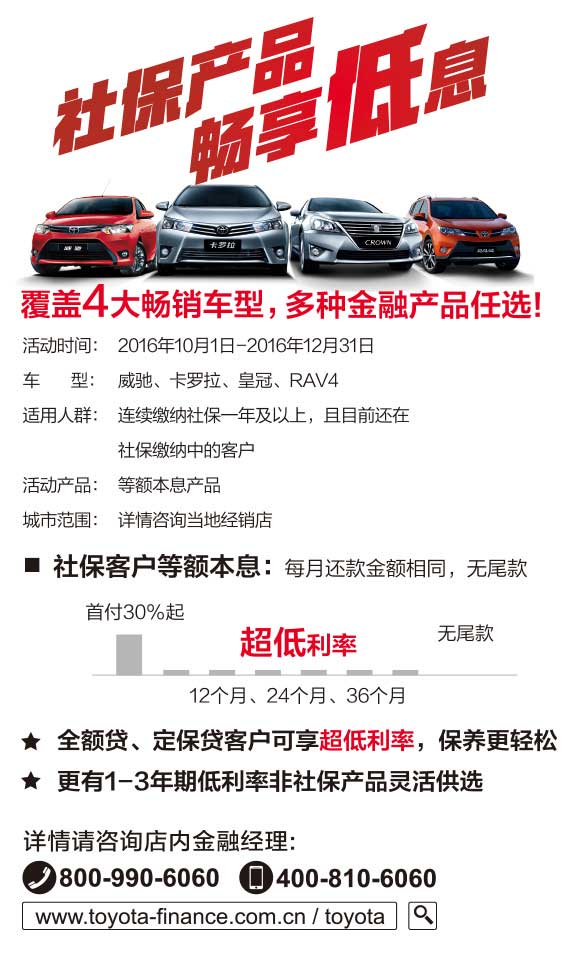 社保产品
畅享低息
威驰
卡罗拉
CROWN
RAV4
覆盖4大畅销车型，多种金融产品任选！
活动时间： 2016年10月1日-2016年12月31日
车 型： 威驰、卡罗拉、皇冠、RAV4
适用人群： 连续缴纳社保一年及以上，且目前还在
社保缴纳中的客户
活动产品： 等额本息产品
城市范围： 详情咨询当地经销店
■ 社保客户等额本息：每月还款金额相同，无尾款
首付30%起
超低利率
无尾款
12个月、24个月、36个月
★ 全额贷、定保贷客户可享超低利率，保养更轻松
★ 更有1-3年期低利率非社保产品灵活供选
详情请咨询店内金融经理：
800-990-6060 400-810-6060
www.toyota-finance.com.cn / toyota